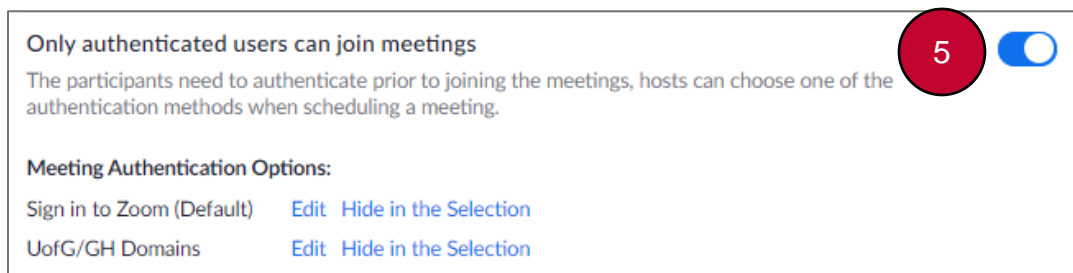 Only authenticated users can join meetings
5
The participants need to authenticate prior to joining the meetings, hosts can choose one of the
authentication methods when scheduling a meeting.
Meeting Authentication Options:
Sign in to Zoom (Default) Edit Hide in the Selection
UofG/GH Domains Edit Hide in the Selection